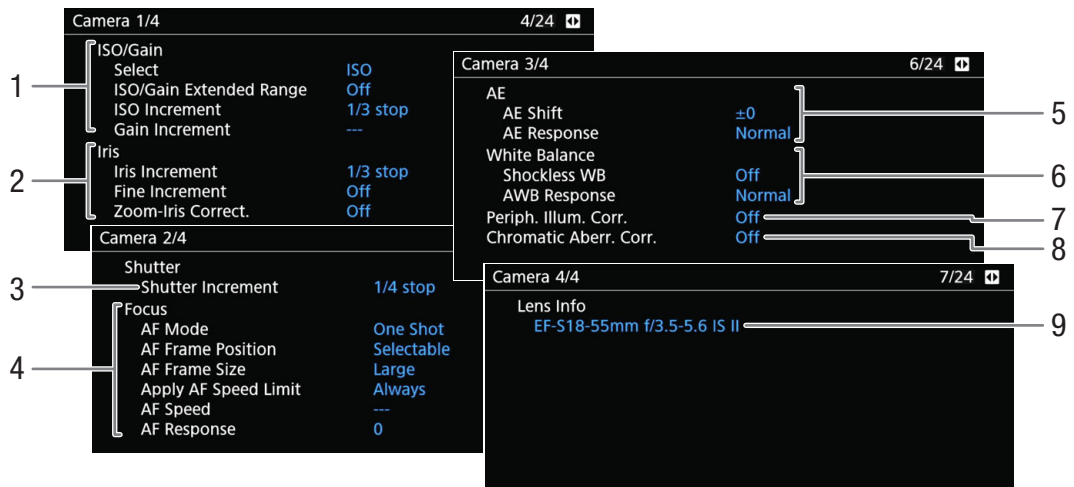 Camera 1/4 4/24
ISO/Gain
Select ISO
ISO/Gain Extended Range Off
ISO Increment 1/3 stop
Gain Increment ---
1
Iris
Iris Increment 1/3 stop
Fine Increment Off
Zoom-Iris Correct. Off
2
Camera 2/4
Shutter
Shutter Increment 1/4 stop
3
Focus
AF Mode One Shot
AF Frame Position Selectable
AF Frame Size Large
Apply AF Speed Limit Always
AF Speed ---
AF Response 0
4
Camera 3/4 6/24
AE
AE Shift ±0
AE Response Normal
5
White Balance
Shockless WB Off
AWB Response Normal
6
Periph. Illum. Corr. Off
7
Chromatic Aberr. Corr. Off
8
Camera 4/4 7/24
Lens Info
EF-S18-55mm f/3.5-5.6 IS II
9